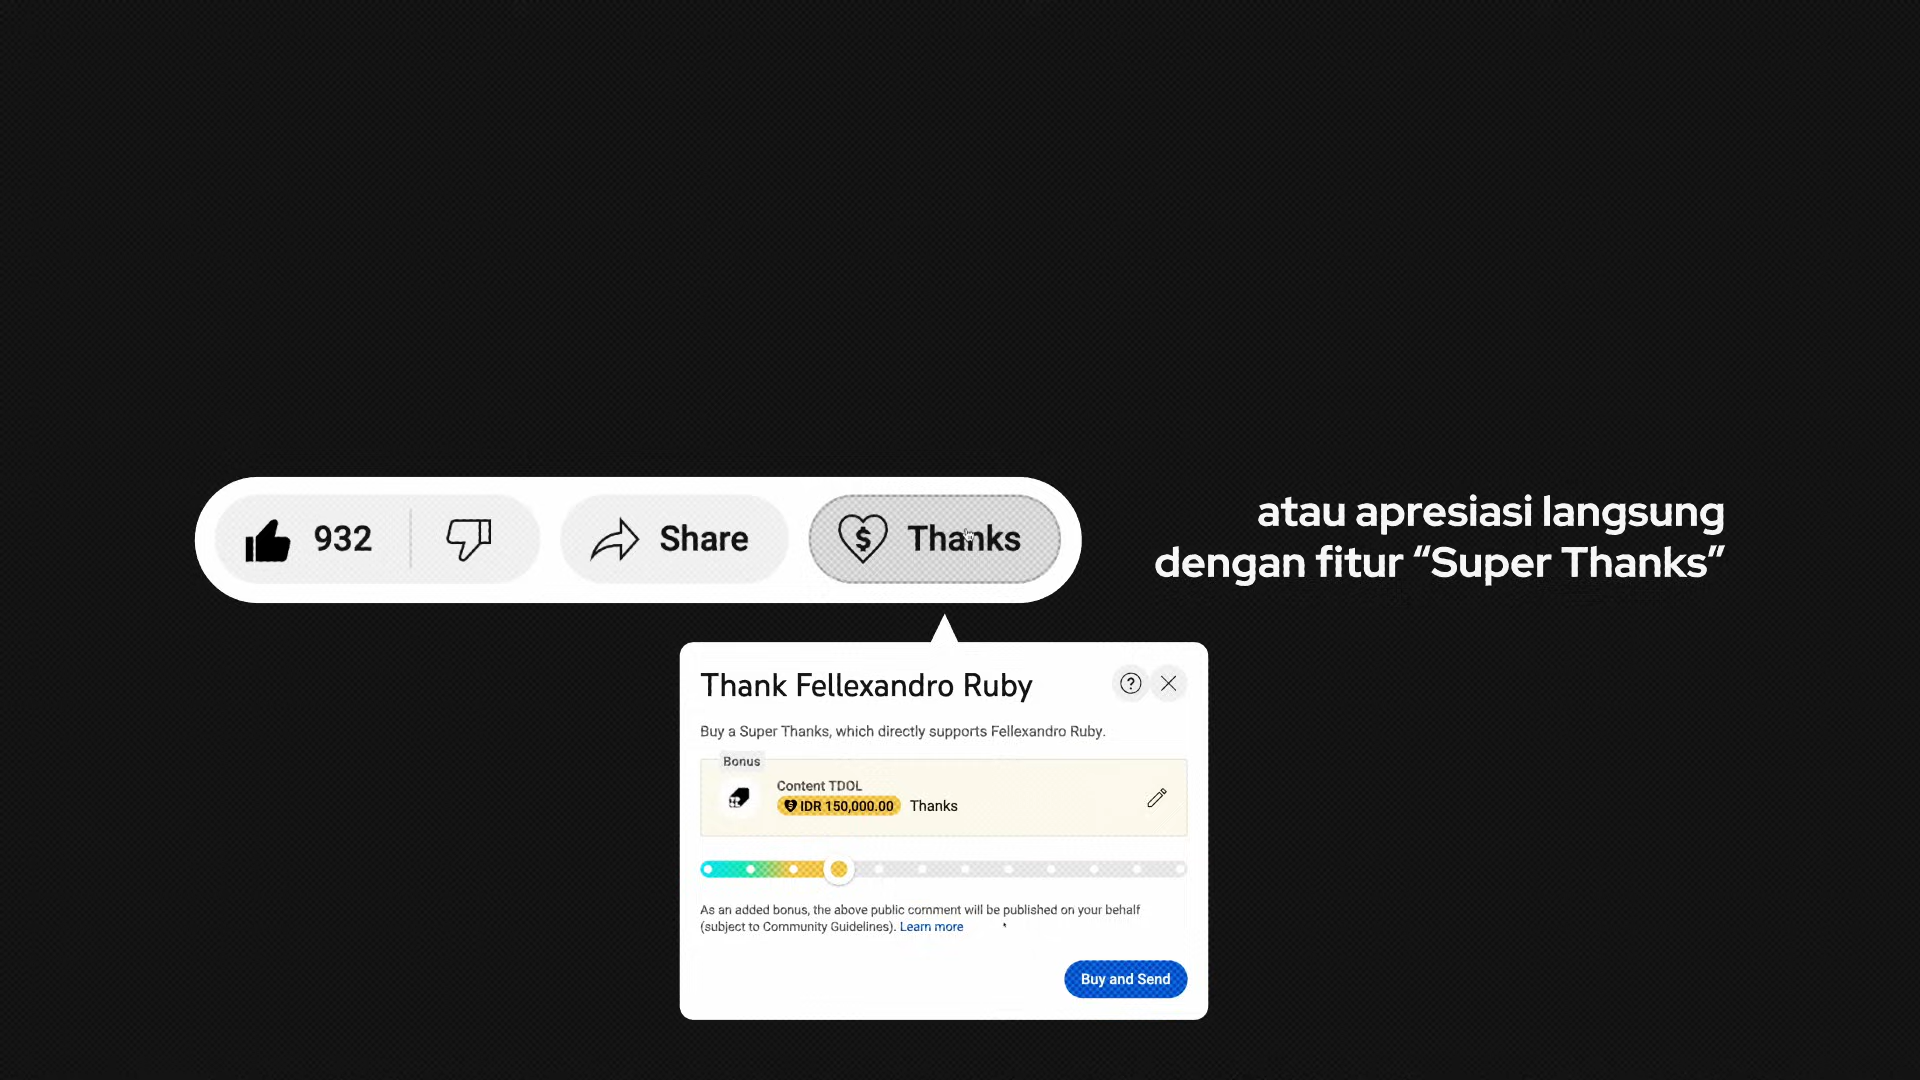 932
Share
Thanks
atau apresiasi langsung
dengan fitur “Super Thanks”
Thank Fellexandro Ruby
Buy a Super Thanks, which directly supports Fellexandro Ruby.
Bonus
Content TDOL
IDR 150,000.00 Thanks
As an added bonus, the above public comment will be published on your behalf
(subject to Community Guidelines). Learn more
Buy and Send